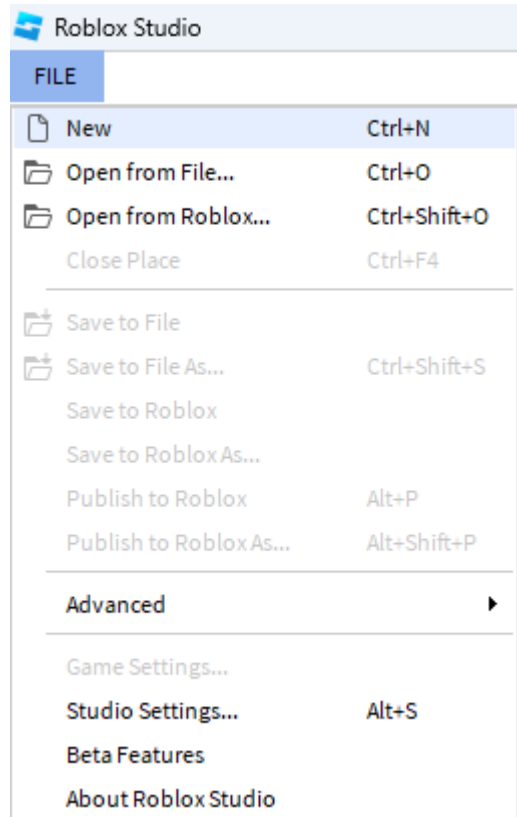 Roblox Studio
FILE
New Ctrl+N
Open from File... Ctrl+O
Open from Roblox... Ctrl+Shift+O
Close Place Ctrl+F4
Save to File
Save to File As... Ctrl+Shift+S
Save to Roblox
Save to Roblox As...
Publish to Roblox Alt+P
Publish to Roblox As... Alt+Shift+P
Advanced
Game Settings...
Studio Settings... Alt+S
Beta Features
About Roblox Studio